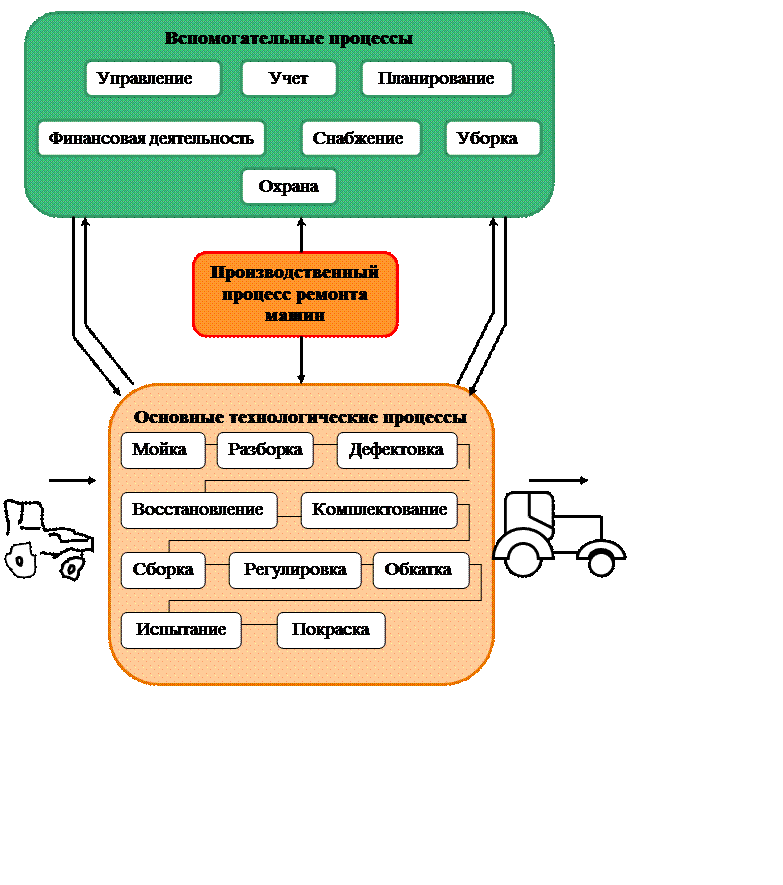 Вспомогательные процессы
Управление
Учет
Планирование
Финансовая деятельность
Снабжение
Уборка
Охрана
Производственный
процесс ремонта
машин
Основные технологические процессы
Мойка
Разборка
Дефектовка
Восстановление
Комплектование
Сборка
Регулировка
Обкатка
Испытание
Покраска